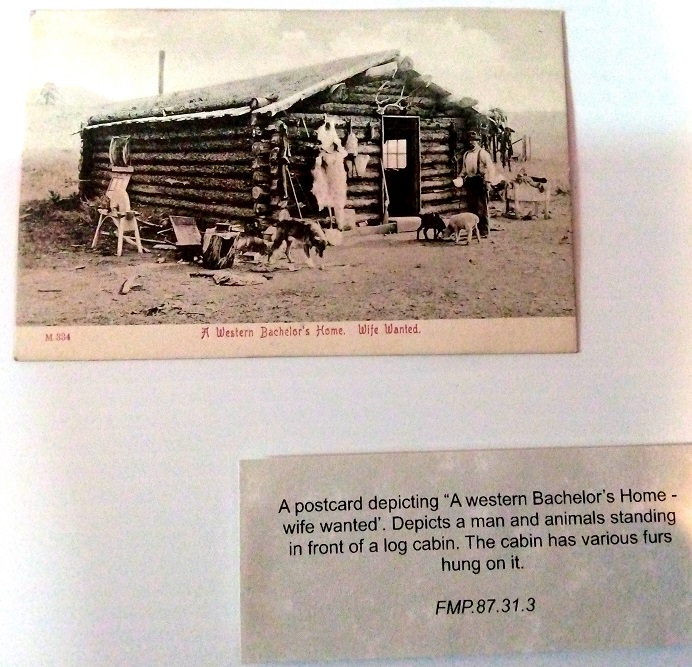 M 334
A Western Bachelor's Home. Wife Wanted.
A postcard depicting “A western Bachelor’s Home -
wife wanted’. Depicts a man and animals standing
in front of a log cabin. The cabin has various furs
hung on it.
FMP.87.31.3